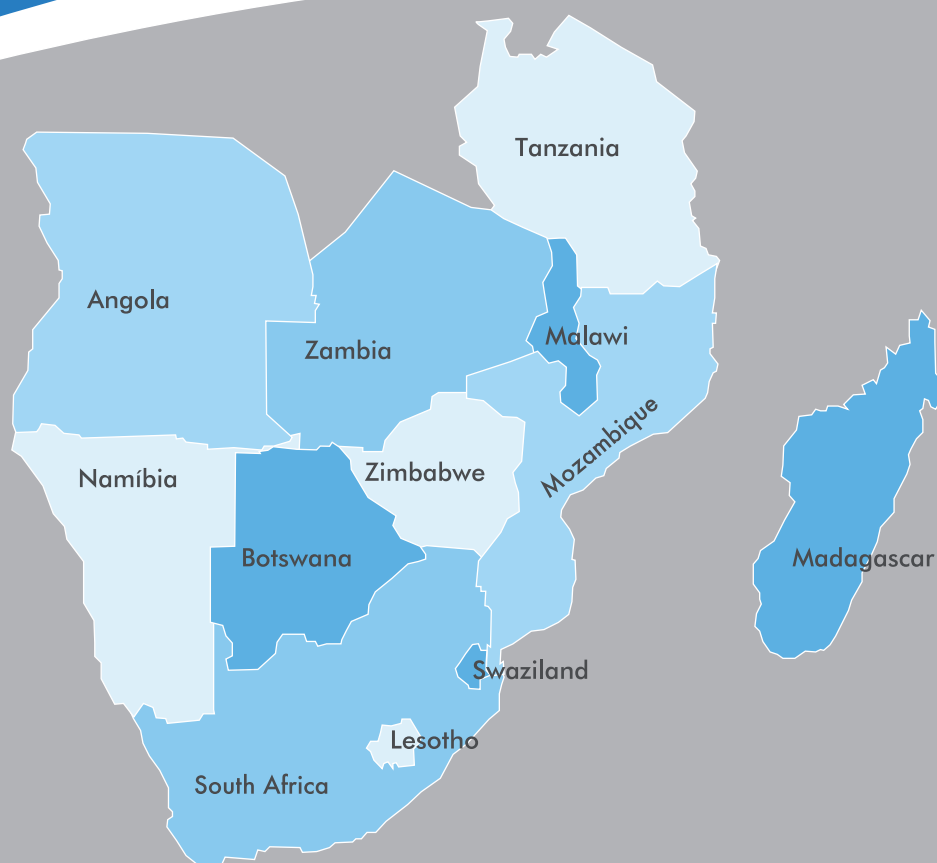 Tanzania
Angola
Malawi
Zambia
Mozambique
Zimbabwe
Namíbia
Botswana
Madagascar
Swaziland
Lesotho
South Africa